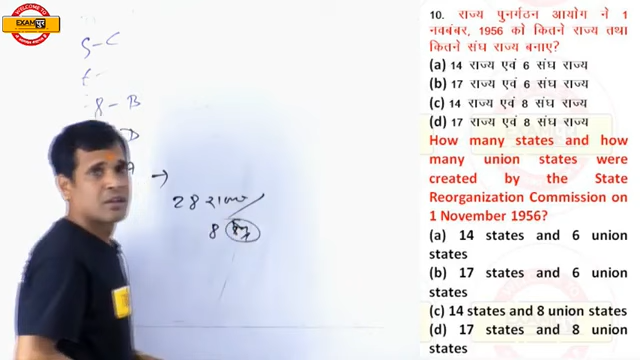 EXAMपुर
5-C
8-B
D
→
28 राज्य
8 केन्द्र
10. राज्य पुनर्गठन आयोग ने 1
नवबंबर, 1956 को कितने राज्य तथा
कितने संघ राज्य बनाए?
(a) 14 राज्य एवं 6 संघ राज्य
(b) 17 राज्य एवं 6 संघ राज्य
(c) 14 राज्य एवं 8 संघ राज्य
(d) 17 राज्य एवं 8 संघ राज्य
How many states and how
many union states were
created by the State
Reorganization Commission on
1 November 1956?
(a) 14 states and 6 union
states
(b) 17 states and 6 union
states
(c) 14 states and 8 union states
(d) 17 states and 8 union
states